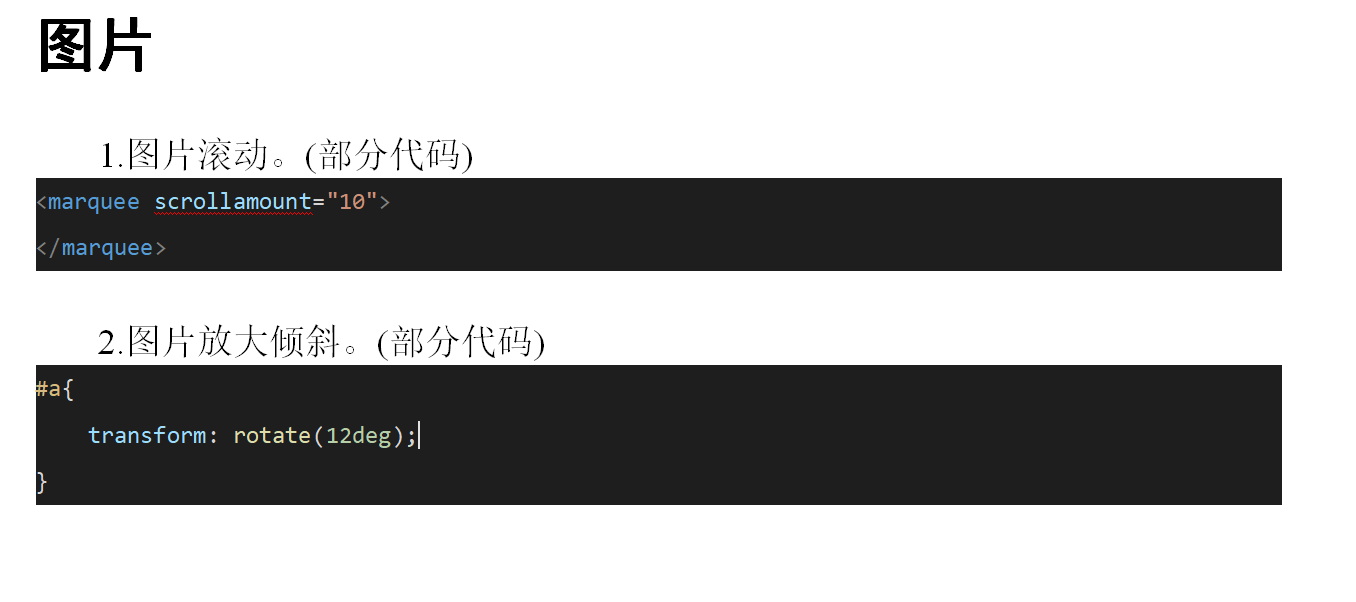 图片
1.图片滚动。(部分代码)
<marquee scrollamount="10">
</marquee>
2.图片放大倾斜。(部分代码)
#a{
    transform: rotate(12deg);
}